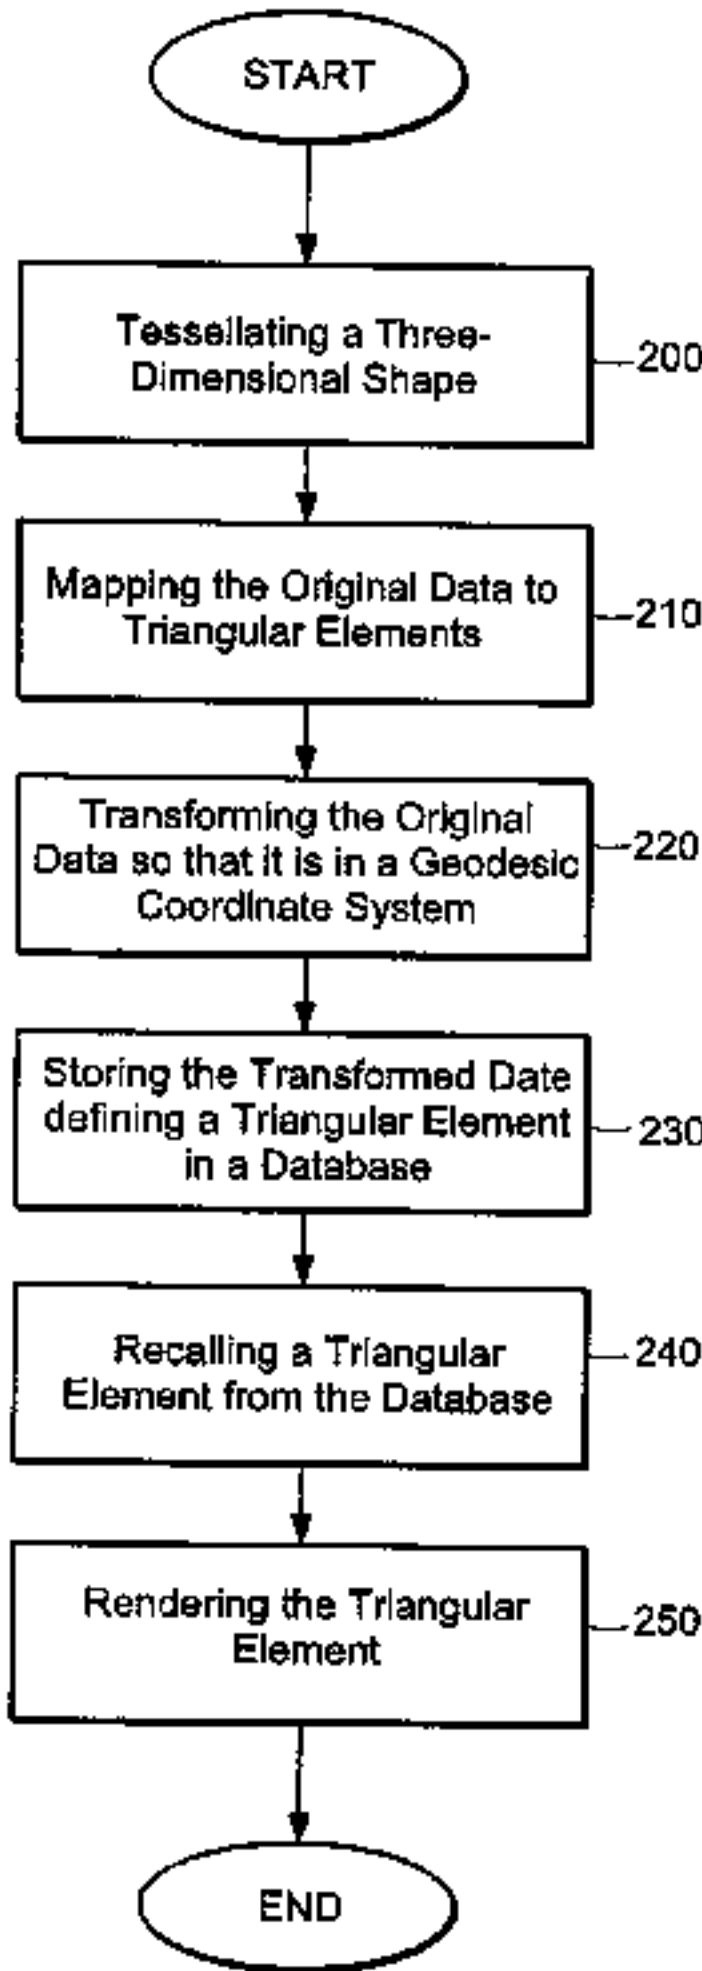 START
Tessellating a Three-
Dimensional Shape
200
Mapping the Original Data to
Triangular Elements
210
Transforming the Original
Data so that it is in a Geodesic
Coordinate System
220
Storing the Transformed Date
defining a Triangular Element
in a Database
230
Recalling a Triangular
Element from the Database
240
Rendering the Triangular
Element
250
END